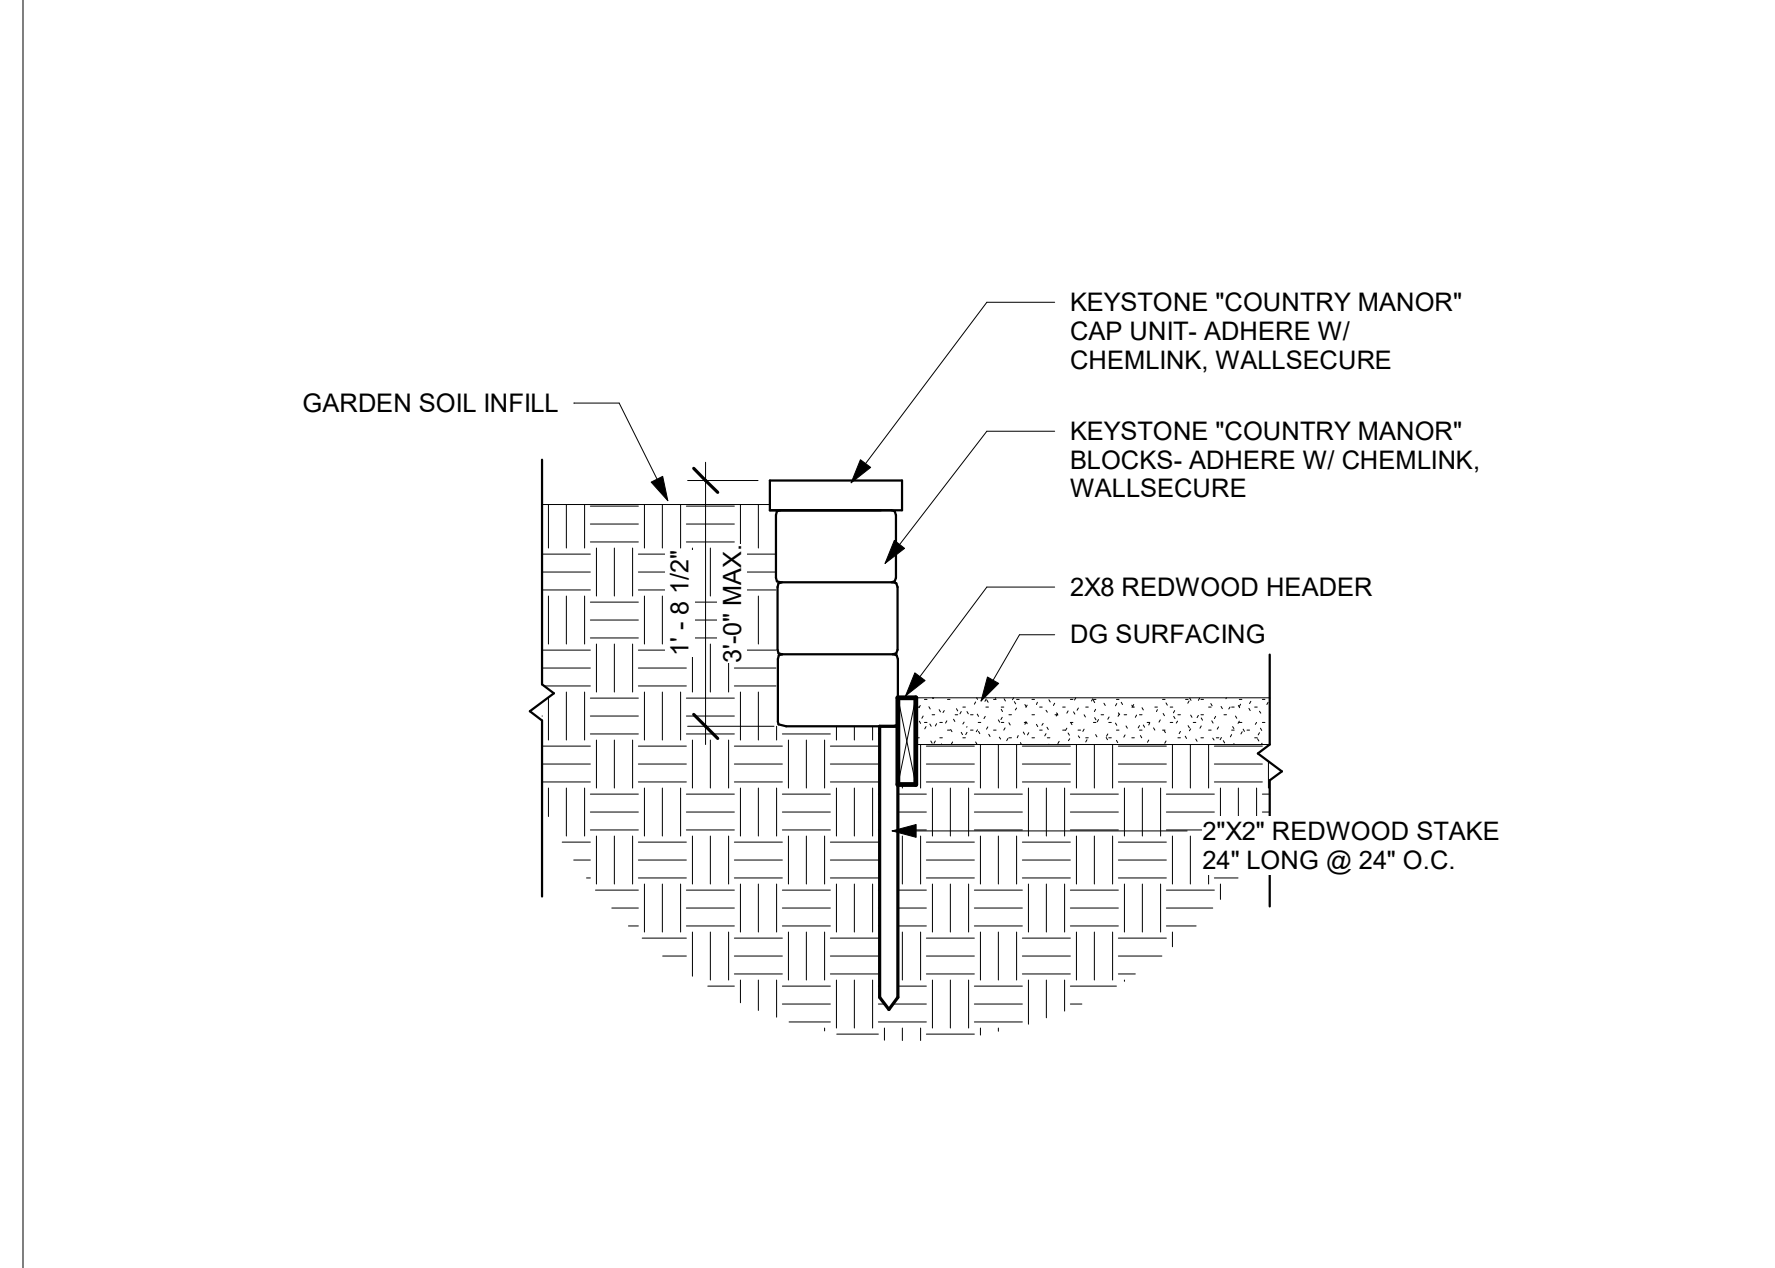 KEYSTONE "COUNTRY MANOR"
CAP UNIT- ADHERE W/
CHEMLINK, WALLSECURE
GARDEN SOIL INFILL
KEYSTONE "COUNTRY MANOR"
BLOCKS- ADHERE W/ CHEMLINK,
WALLSECURE
1' - 8 1/2"
3'-0" MAX.
2X8 REDWOOD HEADER
DG SURFACING
2"X2" REDWOOD STAKE
24" LONG @ 24" O.C.